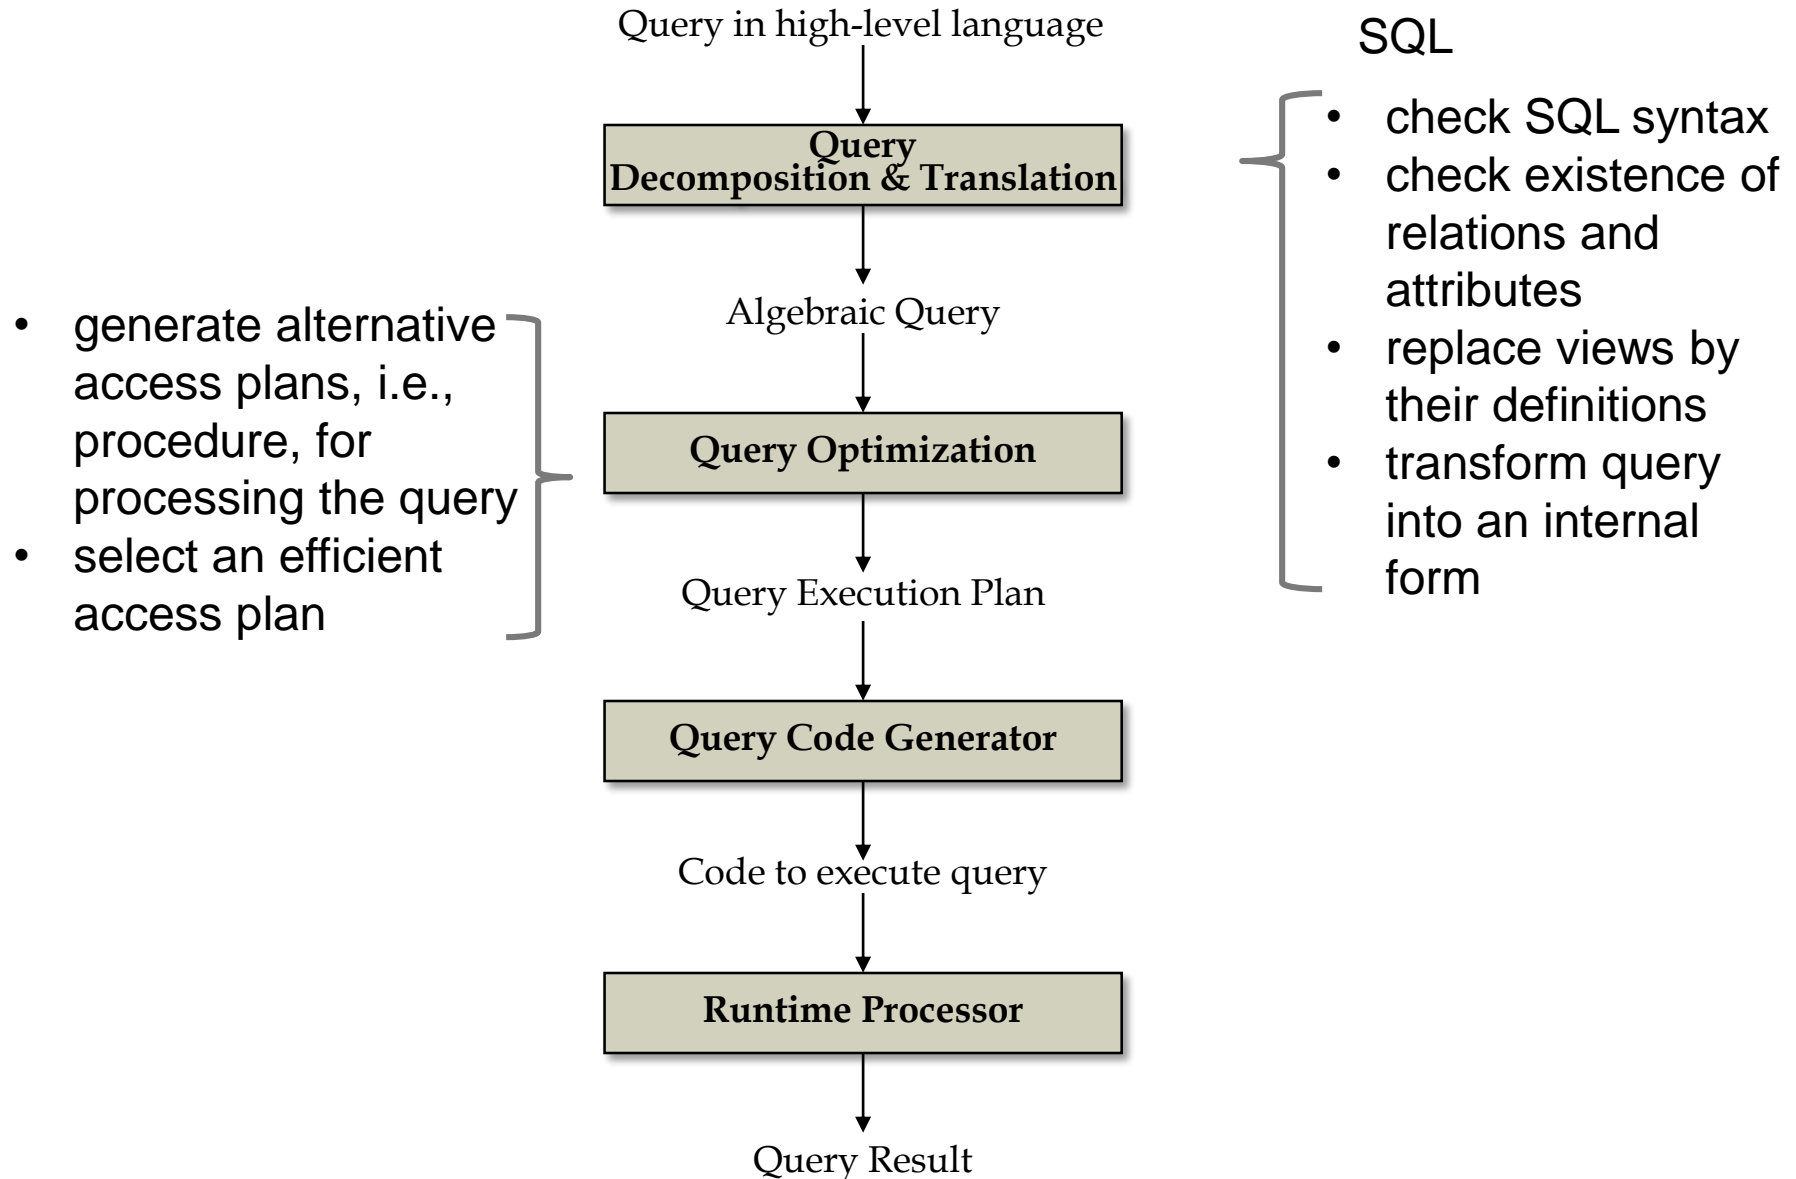 Query in high-level language
SQL
Query
Decomposition & Translation
• check SQL syntax
• check existence of
relations and
attributes
• replace views by
their definitions
• transform query
into an internal
form
Algebraic Query
• generate alternative
access plans, i.e.,
procedure, for
processing the query
• select an efficient
access plan
Query Optimization
Query Execution Plan
Query Code Generator
Code to execute query
Runtime Processor
Query Result